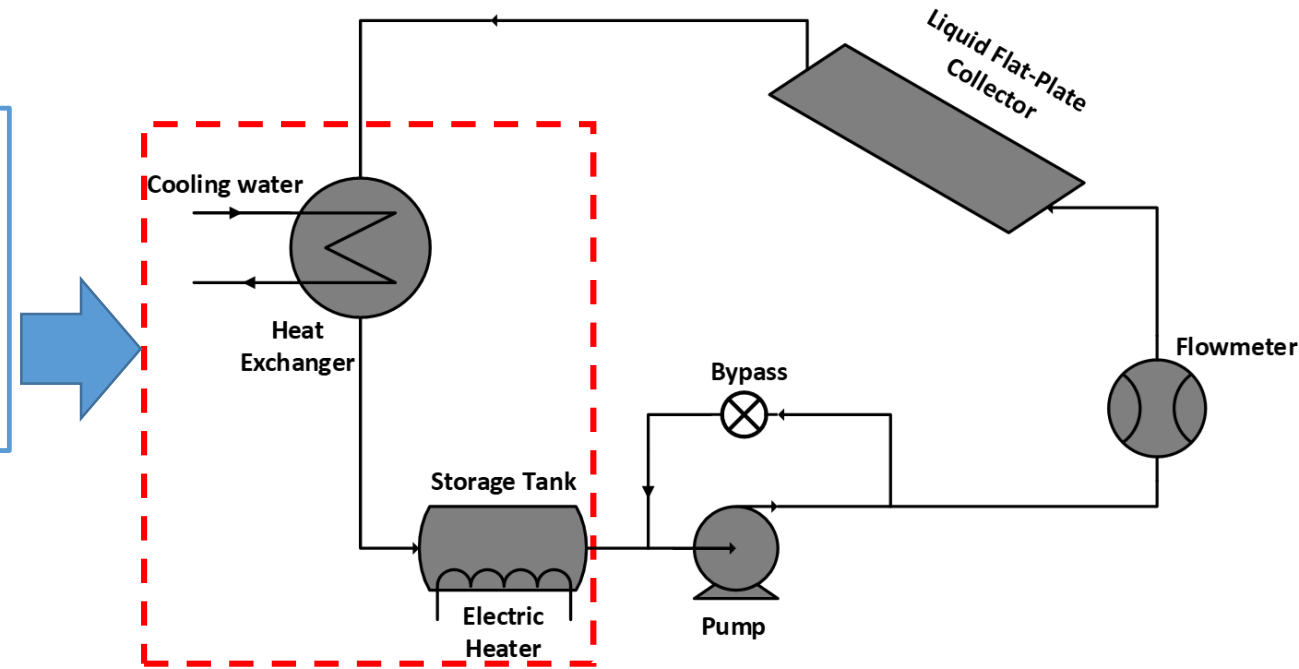 Liquid Flat-Plate
Collector
Cooling water
Heat
Exchanger
Flowmeter
Bypass
Storage Tank
Electric
Heater
Pump